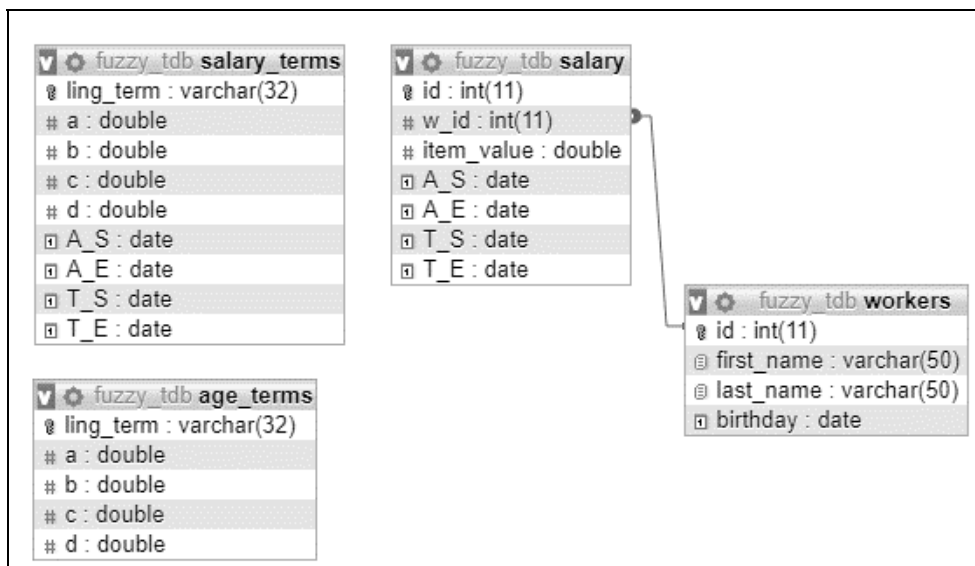 fuzzy_tdb salary_terms
ling_term : varchar(32)
# a : double
# b : double
# c : double
# d : double
A_S : date
A_E : date
T_S : date
T_E : date
fuzzy_tdb salary
id : int(11)
# w_id : int(11)
# item_value : double
A_S : date
A_E : date
T_S : date
T_E : date
fuzzy_tdb workers
id : int(11)
first_name : varchar(50)
last_name : varchar(50)
birthday : date
fuzzy_tdb age_terms
ling_term : varchar(32)
# a : double
# b : double
# c : double
# d : double